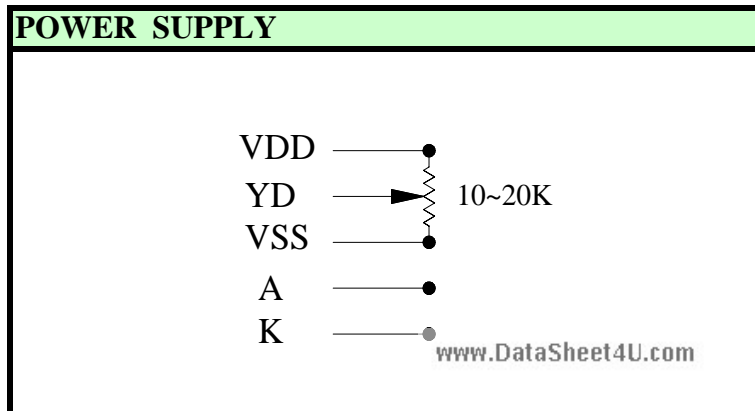 POWER SUPPLY
VDD
YD
10~20K
VSS
A
K
www.DataSheet4U.com